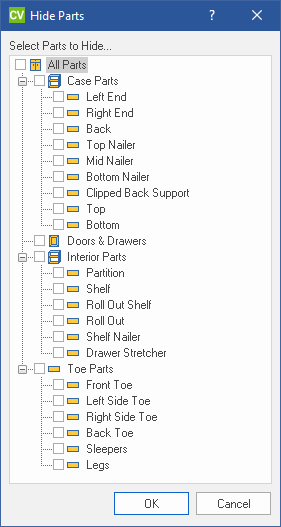 CV Hide Parts ? ×
Select Parts to Hide...
All Parts
Case Parts
Left End
Right End
Back
Top Nailer
Mid Nailer
Bottom Nailer
Clipped Back Support
Top
Bottom
Doors & Drawers
Interior Parts
Partition
Shelf
Roll Out Shelf
Roll Out
Shelf Nailer
Drawer Stretcher
Toe Parts
Front Toe
Left Side Toe
Right Side Toe
Back Toe
Sleepers
Legs
OK Cancel